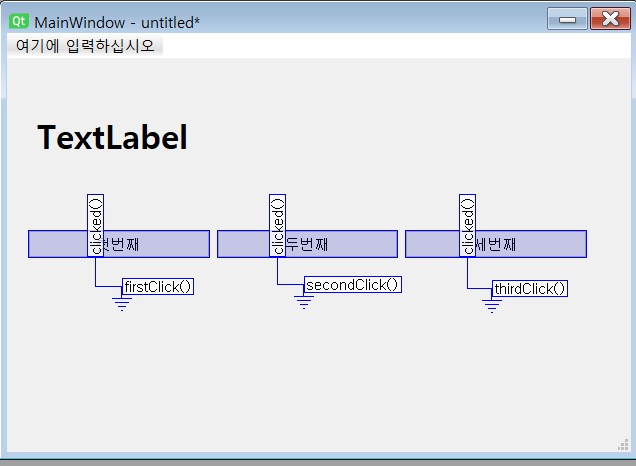 Qt MainWindow - untitled*
여기에 입력하십시오
TextLabel
clicked() clicked() clicked()
번째 두번째 세번째
firstClick() secondClick() thirdClick()